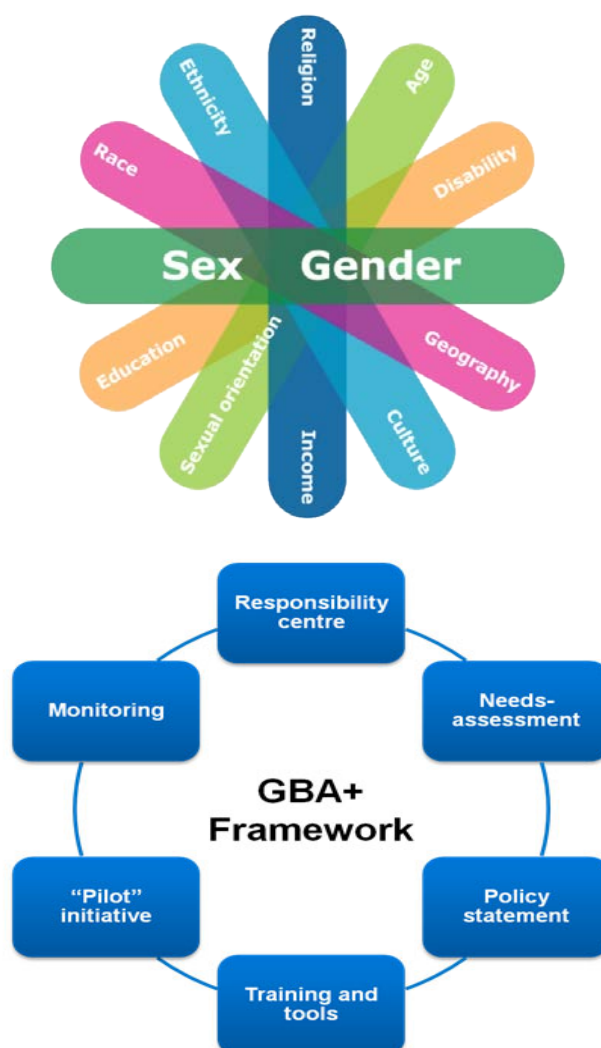 Religion
Ethnicity
Age
Race
Disability
Sex Gender
Education
Geography
Sexual orientation
Culture
Income
Responsibility
centre
Monitoring
Needs-
assessment
GBA+
Framework
“Pilot”
initiative
Policy
statement
Training and
tools